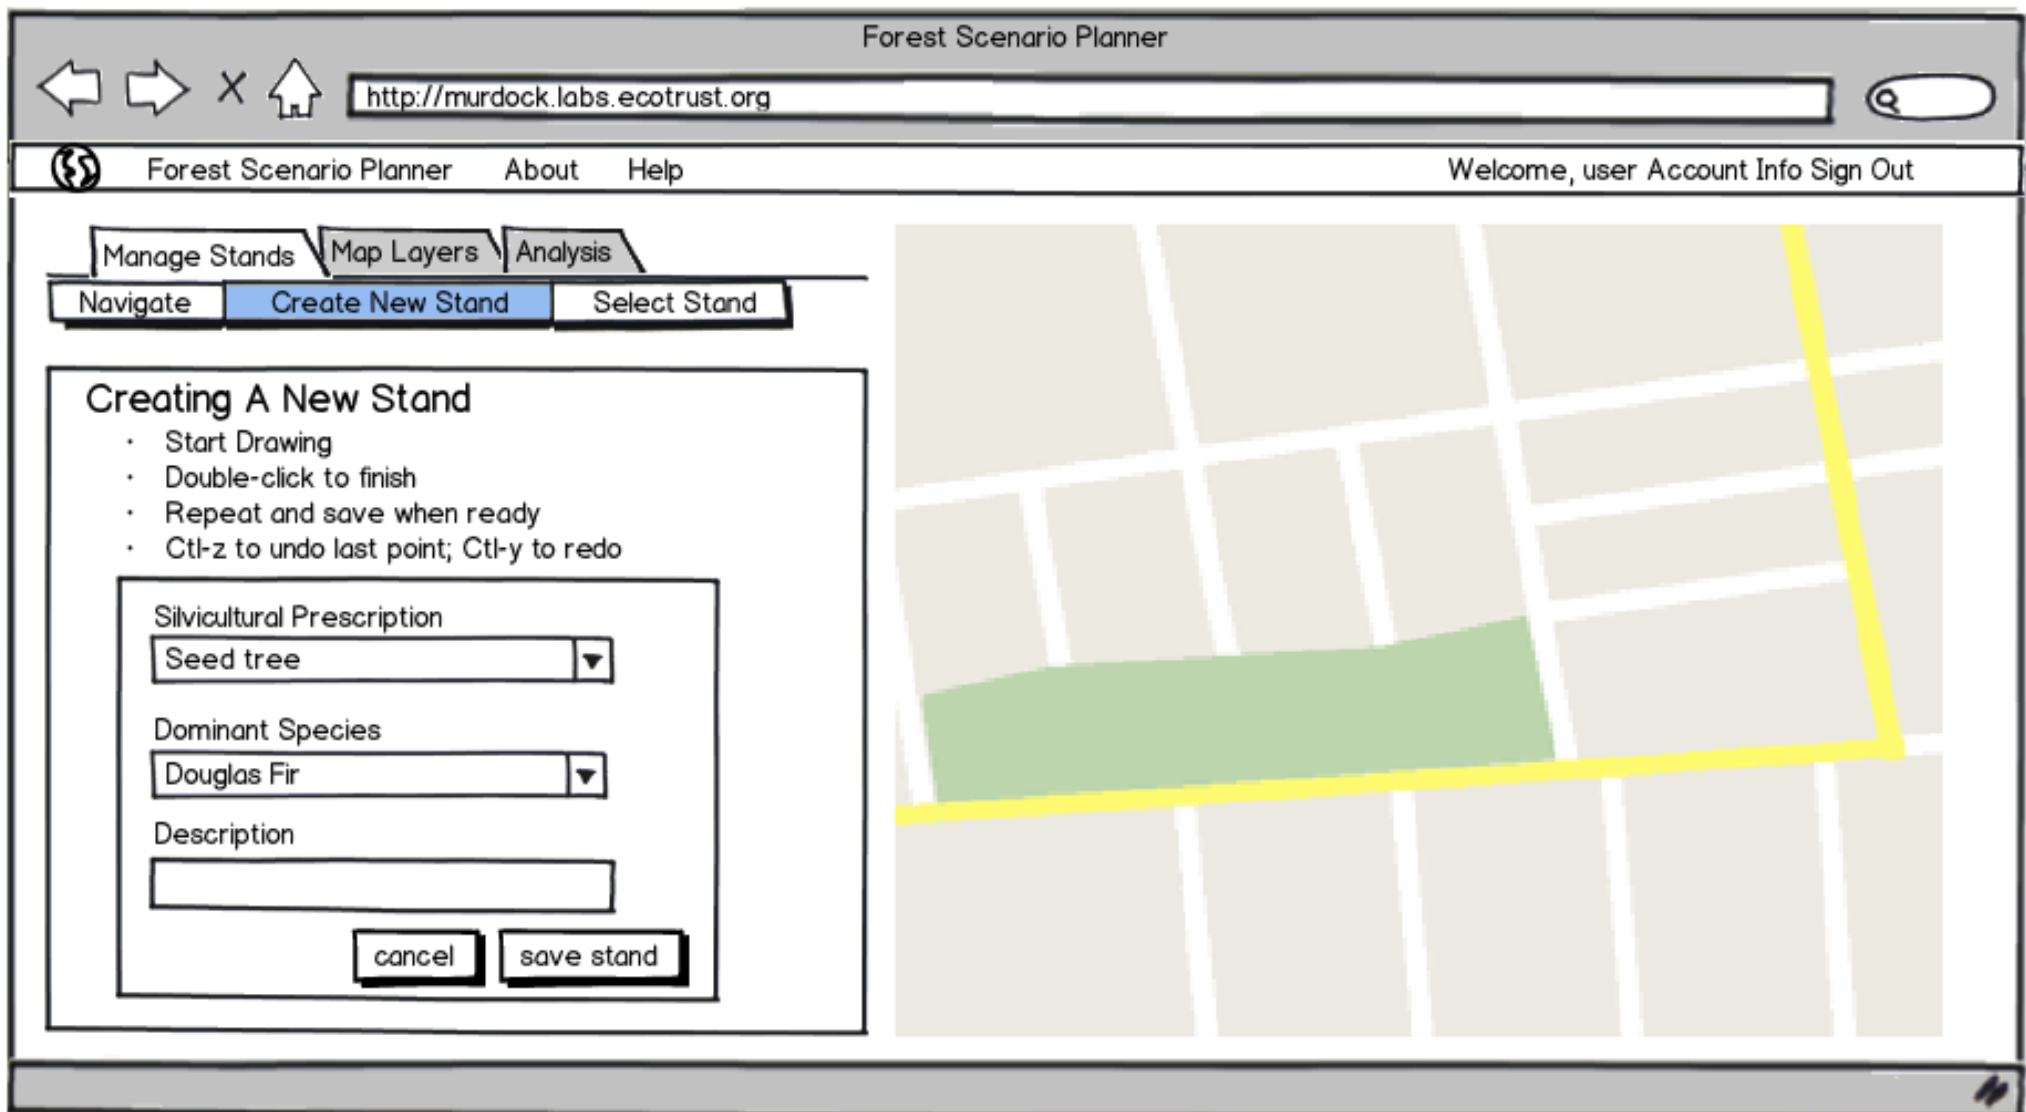 Forest Scenario Planner
http://murdock.labs.ecotrust.org
Forest Scenario Planner About Help Welcome, user Account Info Sign Out
Manage Stands Map Layers Analysis
Navigate Create New Stand Select Stand
Creating A New Stand
· Start Drawing
· Double-click to finish
· Repeat and save when ready
· Ctl-z to undo last point; Ctl-y to redo
Silvicultural Prescription
Seed tree
Dominant Species
Douglas Fir
Description
cancel save stand